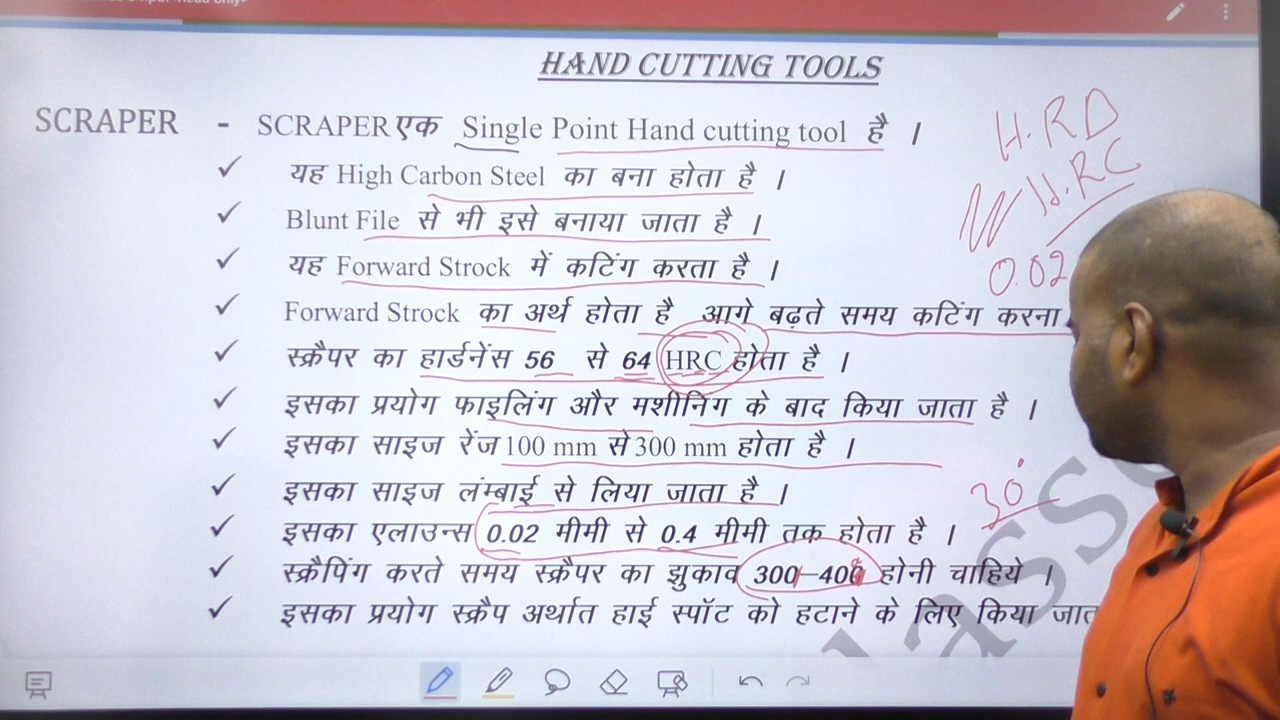 HAND CUTTING TOOLS
SCRAPER - SCRAPER एक Single Point Hand cutting tool है ।
✓ यह High Carbon Steel का बना होता है ।
✓ Blunt File से भी इसे बनाया जाता है ।
✓ यह Forward Strock में कटिंग करता है ।
✓ Forward Strock का अर्थ होता है आगे बढ़ते समय कटिंग करना
✓ स्क्रैपर का हार्डनेंस 56 से 64 HRC होता है ।
✓ इसका प्रयोग फाइलिंग और मशीनिंग के बाद किया जाता है ।
✓ इसका साइज रेंज 100 mm से 300 mm होता है ।
✓ इसका साइज लंम्बाई से लिया जाता है ।
✓ इसका एलाउन्स 0.02 मीमी से 0.4 मीमी तक होता है ।
✓ स्क्रैपिंग करते समय स्क्रैपर का झुकाव 300-400 होनी चाहिये ।
✓ इसका प्रयोग स्क्रैप अर्थात हाई स्पॉट को हटाने के लिए किया
H.RD
H.RC
0.02
30°